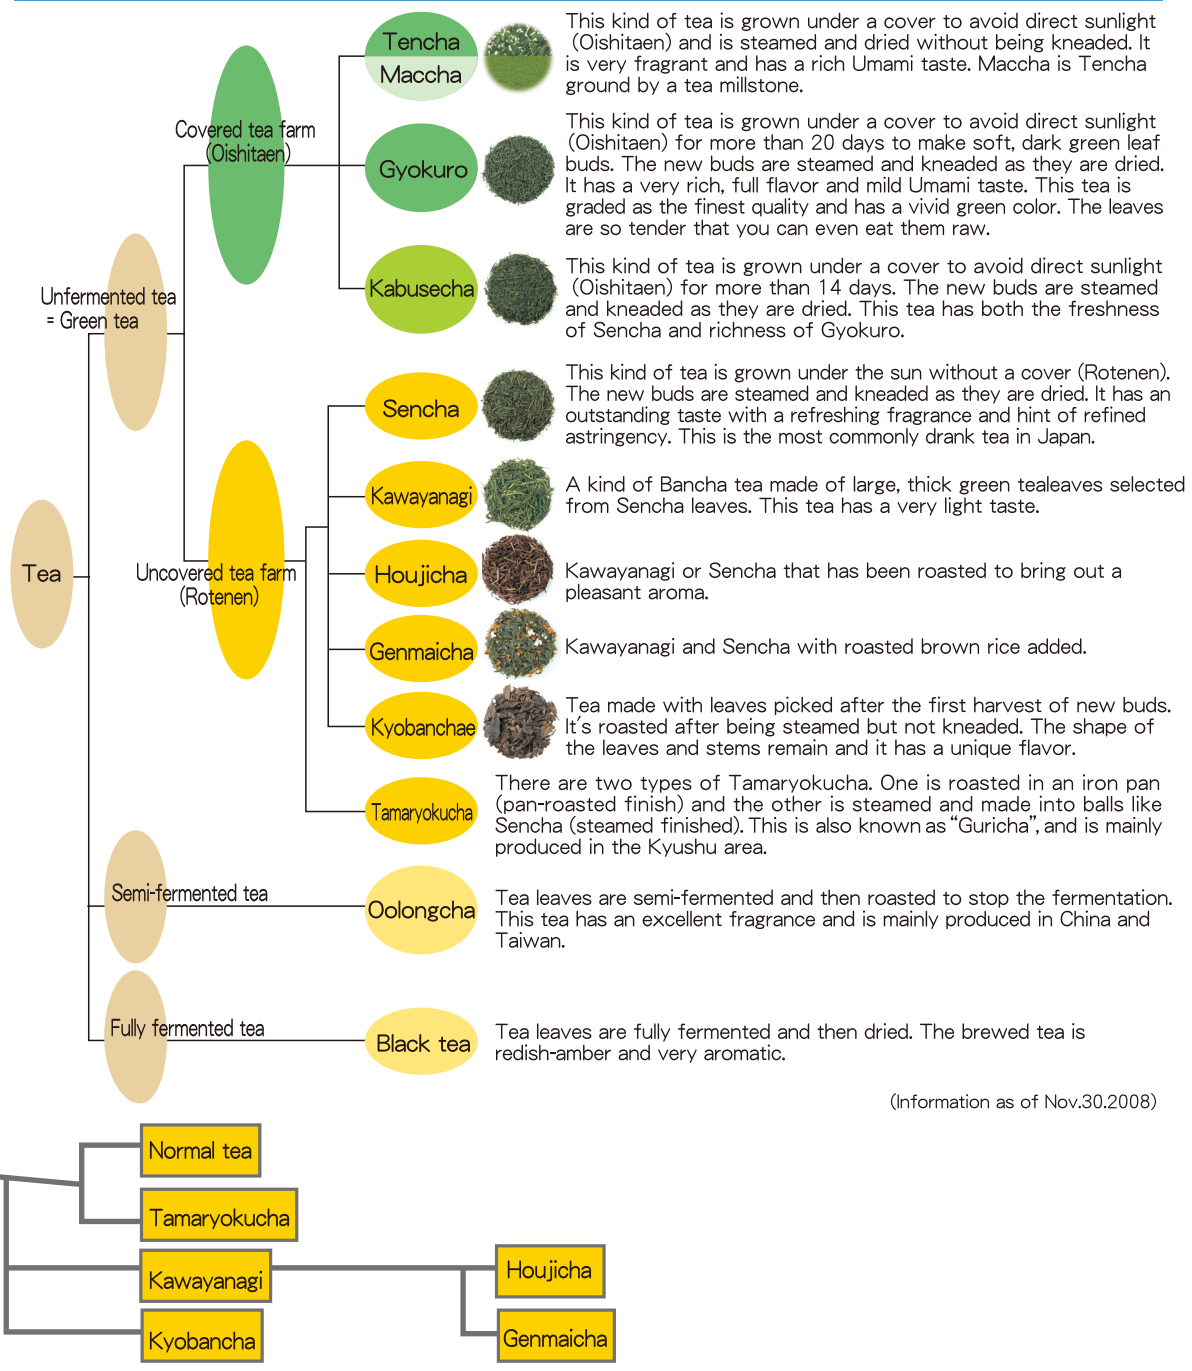 Tencha
Maccha
This kind of tea is grown under a cover to avoid direct sunlight
(Oishitaen) and is steamed and dried without being kneaded. It
is very fragrant and has a rich Umami taste. Maccha is Tencha
ground by a tea millstone.
Covered tea farm
(Oishitaen)
Gyokuro
This kind of tea is grown under a cover to avoid direct sunlight
(Oishitaen) for more than 20 days to make soft, dark green leaf
buds. The new buds are steamed and kneaded as they are dried.
It has a very rich, full flavor and mild Umami taste. This tea is
graded as the finest quality and has a vivid green color. The leaves
are so tender that you can even eat them raw.
Unfermented tea
= Green tea
Kabusecha
This kind of tea is grown under a cover to avoid direct sunlight
(Oishitaen) for more than 14 days. The new buds are steamed
and kneaded as they are dried. This tea has both the freshness
of Sencha and richness of Gyokuro.
Sencha
This kind of tea is grown under the sun without a cover (Rotenen).
The new buds are steamed and kneaded as they are dried. It has an
outstanding taste with a refreshing fragrance and hint of refined
astringency. This is the most commonly drank tea in Japan.
Kawayanagi
A kind of Bancha tea made of large, thick green tealeaves selected
from Sencha leaves. This tea has a very light taste.
Tea
Uncovered tea farm
(Rotenen)
Houjicha
Kawayanagi or Sencha that has been roasted to bring out a
pleasant aroma.
Genmaicha
Kawayanagi and Sencha with roasted brown rice added.
Kyobanchae
Tea made with leaves picked after the first harvest of new buds.
It's roasted after being steamed but not kneaded. The shape of
the leaves and stems remain and it has a unique flavor.
Tamaryokucha
There are two types of Tamaryokucha. One is roasted in an iron pan
(pan-roasted finish) and the other is steamed and made into balls like
Sencha (steamed finished). This is also known as “Guricha”, and is mainly
produced in the Kyushu area.
Semi-fermented tea
Oolongcha
Tea leaves are semi-fermented and then roasted to stop the fermentation.
This tea has an excellent fragrance and is mainly produced in China and
Taiwan.
Fully fermented tea
Black tea
Tea leaves are fully fermented and then dried. The brewed tea is
redish-amber and very aromatic.
(Information as of Nov.30.2008)
Normal tea
Tamaryokucha
Kawayanagi
Houjicha
Kyobancha
Genmaicha